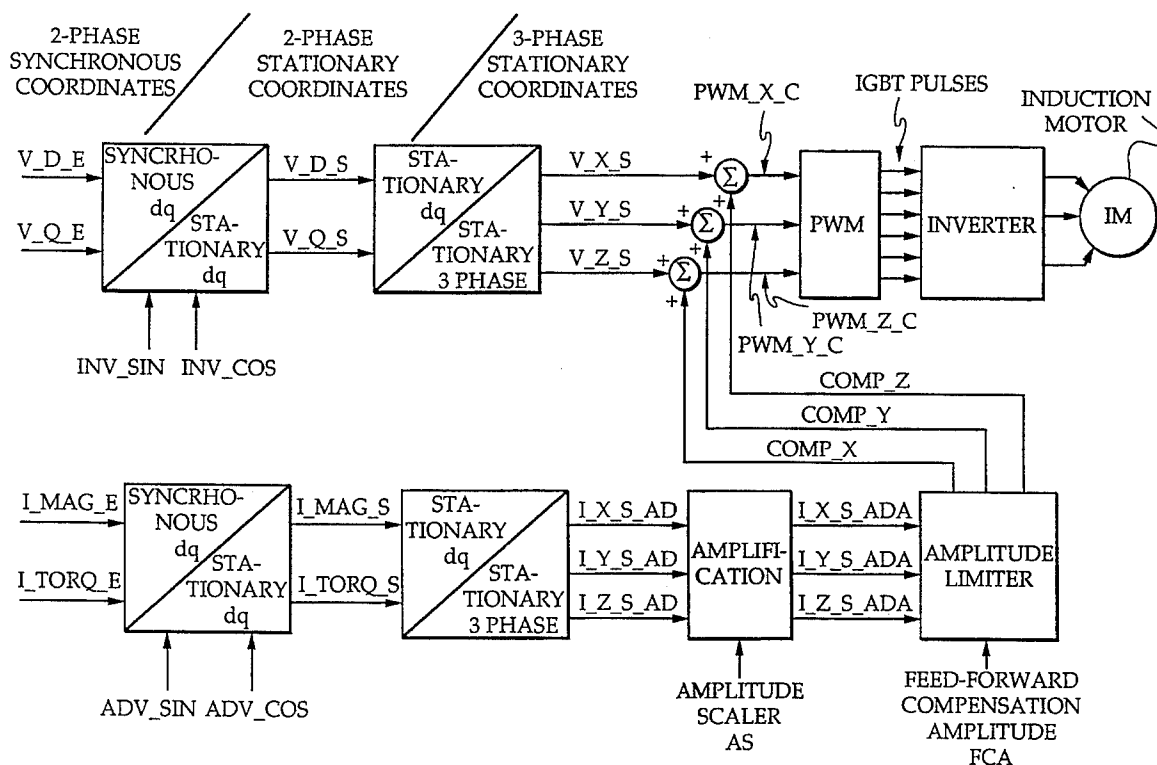 2-PHASE
SYNCHRONOUS
COORDINATES
2-PHASE
STATIONARY
COORDINATES
3-PHASE
STATIONARY
COORDINATES
PWM_X_C
IGBT PULSES
INDUCTION
MOTOR
V_D_E
V_Q_E
SYNCRHO-
NOUS
dq
STA-
TIONARY
dq
V_D_S
V_Q_S
STA-
TIONARY
dq
STA-
TIONARY
3 PHASE
V_X_S
V_Y_S
V_Z_S
+
Σ
+
+
Σ
+
+
Σ
+
PWM
INVERTER
IM
INV_SIN
INV_COS
PWM_Z_C
PWM_Y_C
COMP_Z
COMP_Y
COMP_X
I_MAG_E
I_TORQ_E
SYNCRHO-
NOUS
dq
STA-
TIONARY
dq
I_MAG_S
I_TORQ_S
STA-
TIONARY
dq
STA-
TIONARY
3 PHASE
I_X_S_AD
I_Y_S_AD
I_Z_S_AD
AMPLIFI-
CATION
I_X_S_ADA
I_Y_S_ADA
I_Z_S_ADA
AMPLITUDE
LIMITER
ADV_SIN
ADV_COS
AMPLITUDE
SCALER
AS
FEED-FORWARD
COMPENSATION
AMPLITUDE
FCA